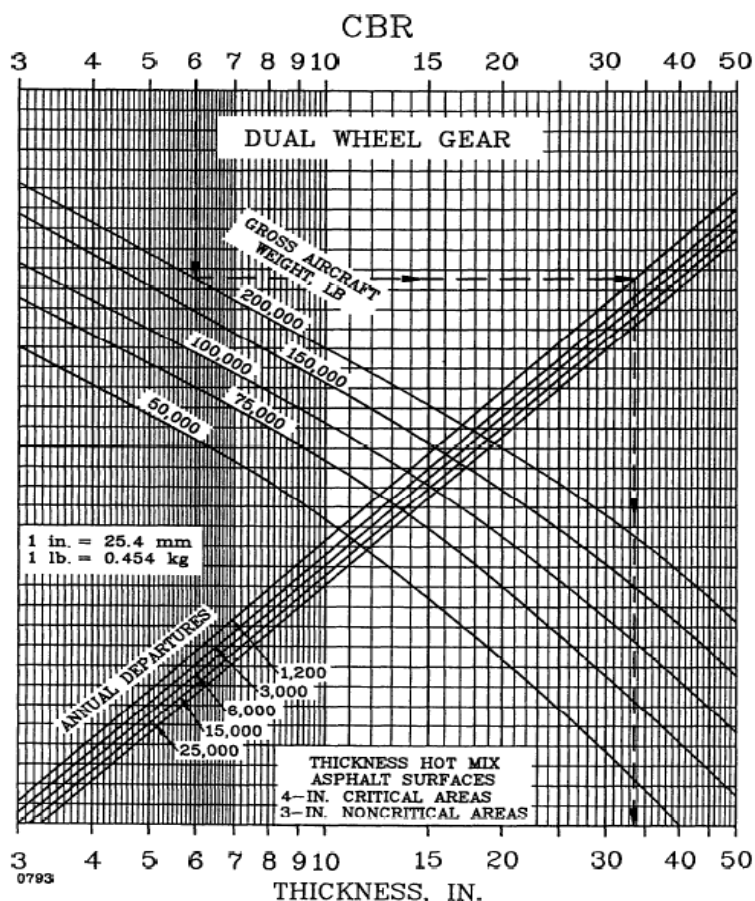 CBR
3 4 5 6 7 8 9 10 15 20 30 40 50
DUAL WHEEL GEAR
GROSS AIRCRAFT
WEIGHT, LB
200,000
150,000
100,000
75,000
50,000
1 in. = 25.4 mm
1 lb. = 0.454 kg
ANNUAL DEPARTURES
1,200
3,000
6,000
15,000
25,000
THICKNESS HOT MIX
ASPHALT SURFACES
4-IN. CRITICAL AREAS
3-IN. NONCRITICAL AREAS
3 4 5 6 7 8 9 10 15 20 30 40 50
0793
THICKNESS, IN.